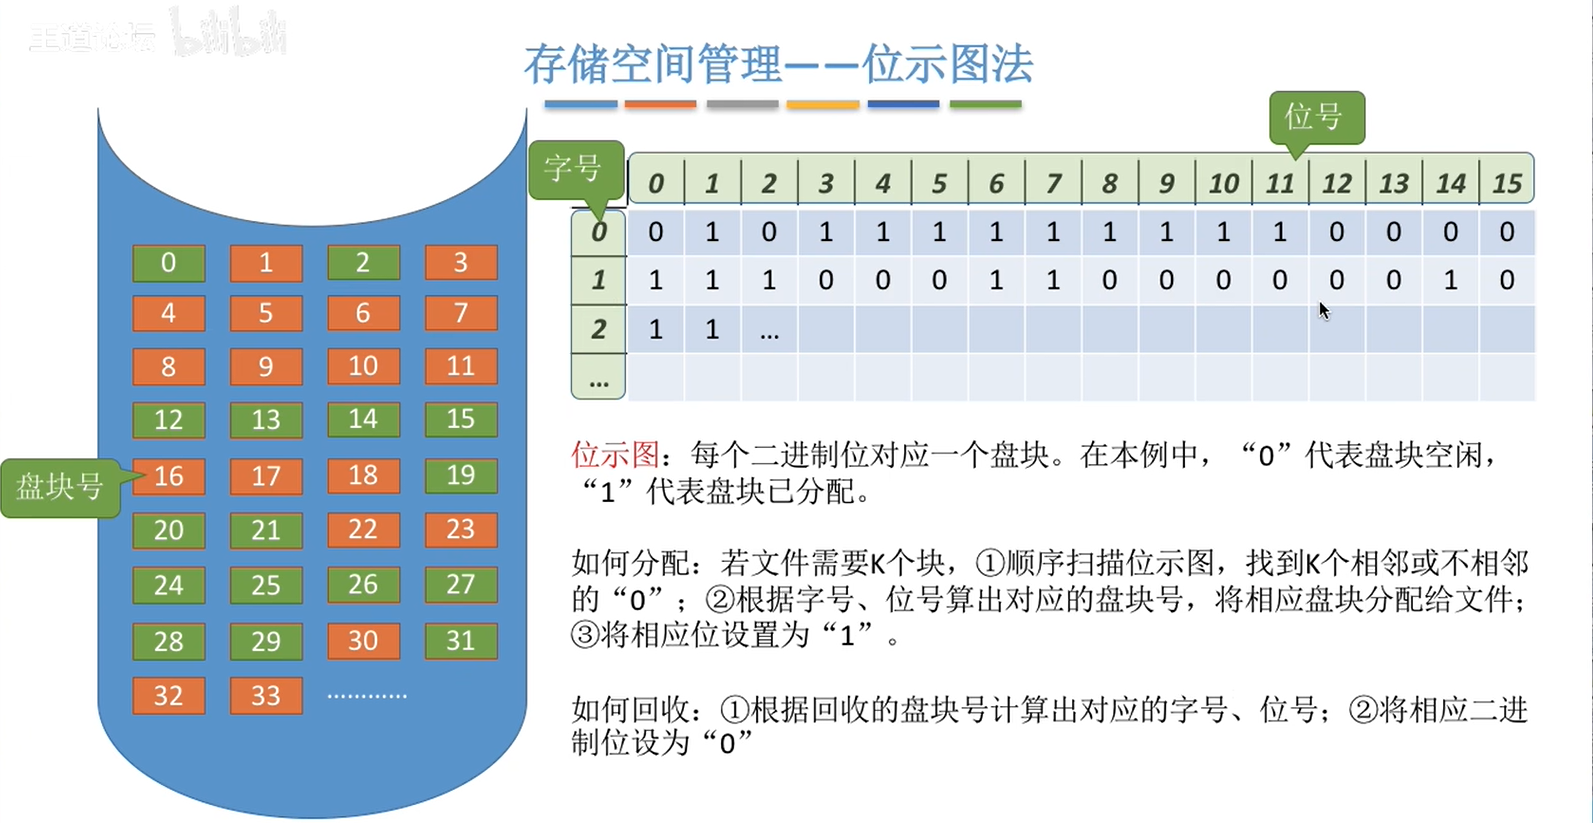 王道论坛 bilibili
存储空间管理——位示图法
位号
字号
0 1 2 3 4 5 6 7 8 9 10 11 12 13 14 15
0 0 1 0 1 1 1 1 1 1 1 1 1 0 0 0 0
1 1 1 1 0 0 0 1 1 0 0 0 0 0 0 1 0
2 1 1 …
…
0 1 2 3
4 5 6 7
8 9 10 11
12 13 14 15
盘块号
16 17 18 19
20 21 22 23
24 25 26 27
28 29 30 31
32 33 …………
位示图：每个二进制位对应一个盘块。在本例中，“0”代表盘块空闲，
“1”代表盘块已分配。
如何分配：若文件需要K个块，①顺序扫描位示图，找到K个相邻或不相邻
的“0”；②根据字号、位号算出对应的盘块号，将相应盘块分配给文件；
③将相应位设置为“1”。
如何回收：①根据回收的盘块号计算出对应的字号、位号；②将相应二进
制位设为“0”